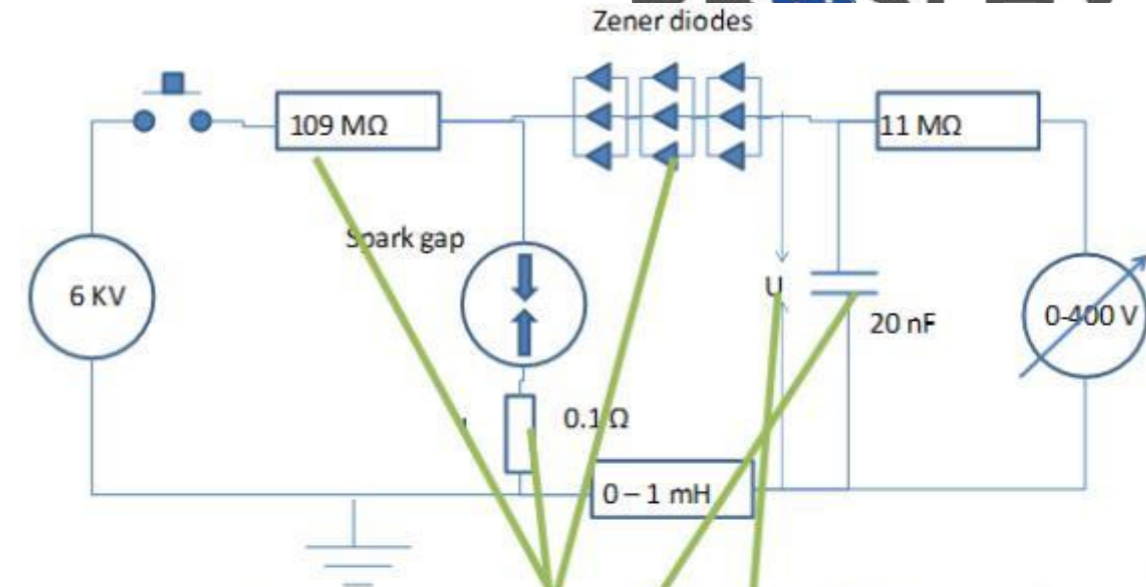 Zener diodes
109 MΩ
11 MΩ
Spark gap
6 KV
U
0-400 V
20 nF
0.1 Ω
0 – 1 mH